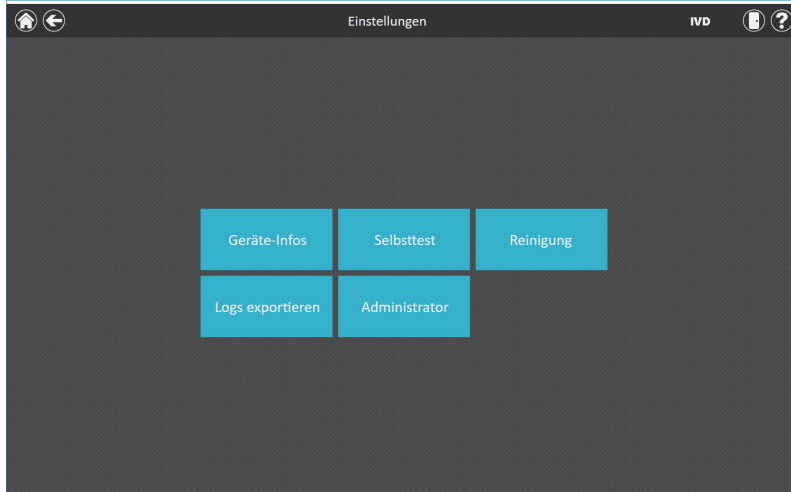 Einstellungen IVD ?
Geräte-Infos Selbsttest Reinigung
Logs exportieren Administrator